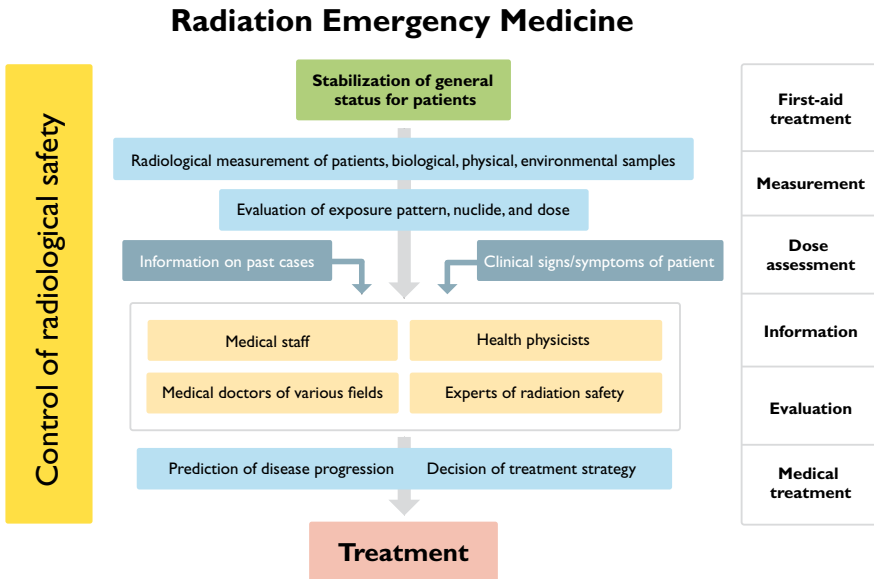 Radiation Emergency Medicine
Control of radiological safety
Stabilization of general
status for patients
Radiological measurement of patients, biological, physical, environmental samples
Evaluation of exposure pattern, nuclide, and dose
Information on past cases
Clinical signs/symptoms of patient
Medical staff
Health physicists
Medical doctors of various fields
Experts of radiation safety
Prediction of disease progression
Decision of treatment strategy
Treatment
First-aid
treatment
Measurement
Dose
assessment
Information
Evaluation
Medical
treatment